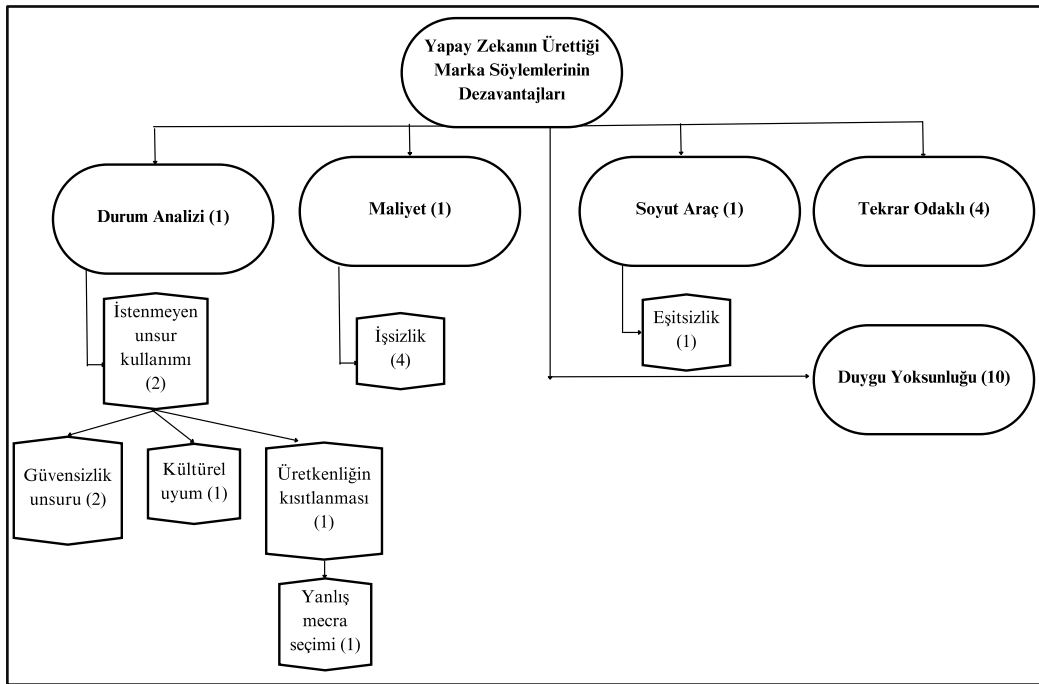 Yapay Zekanın Ürettiği
Marka Söylemlerinin
Dezavantajları
Durum Analizi (1)
Maliyet (1)
Soyut Araç (1)
Tekrar Odaklı (4)
İstenmeyen
unsur
kullanımı
(2)
İşsizlik
(4)
Eşitsizlik
(1)
Duygu Yoksunluğu (10)
Güvensizlik
unsuru (2)
Kültürel
uyum (1)
Üretkenliğin
kısıtlanması
(1)
Yanlış
mecra
seçimi (1)